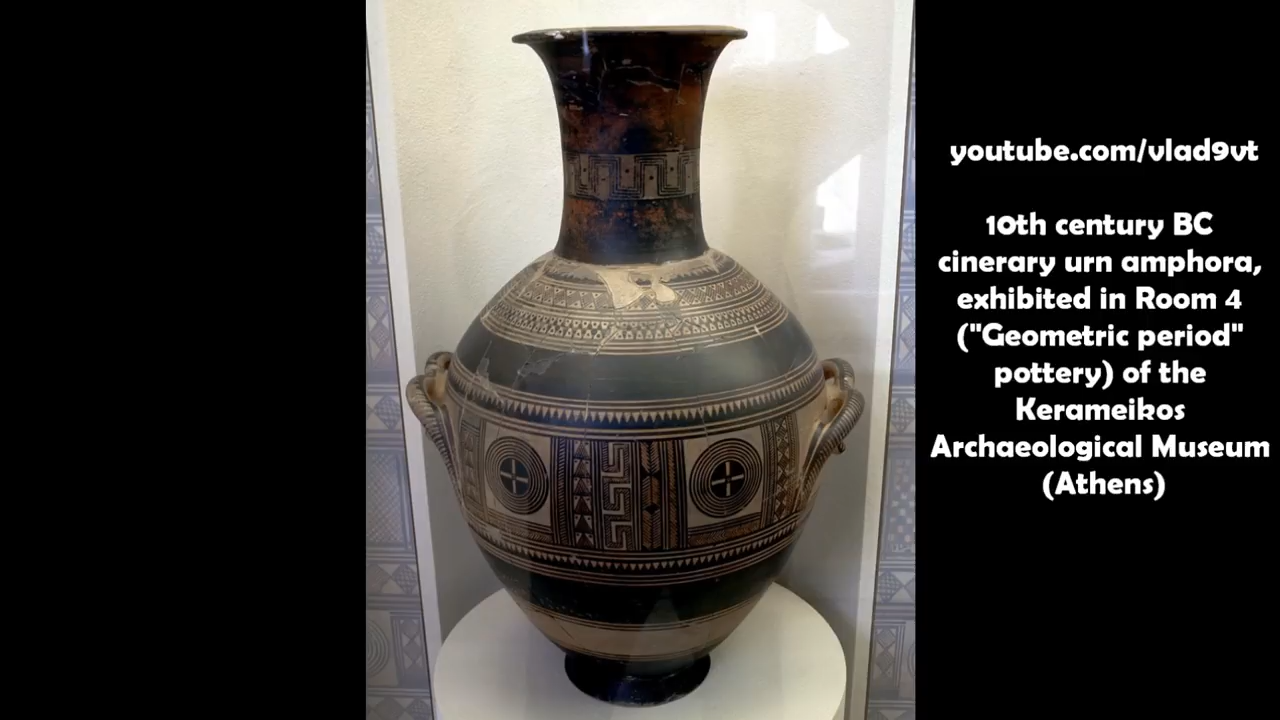 youtube.com/vlad9vt
10th century BC
cinerary urn amphora,
exhibited in Room 4
("Geometric period"
pottery) of the
Kerameikos
Archaeological Museum
(Athens)